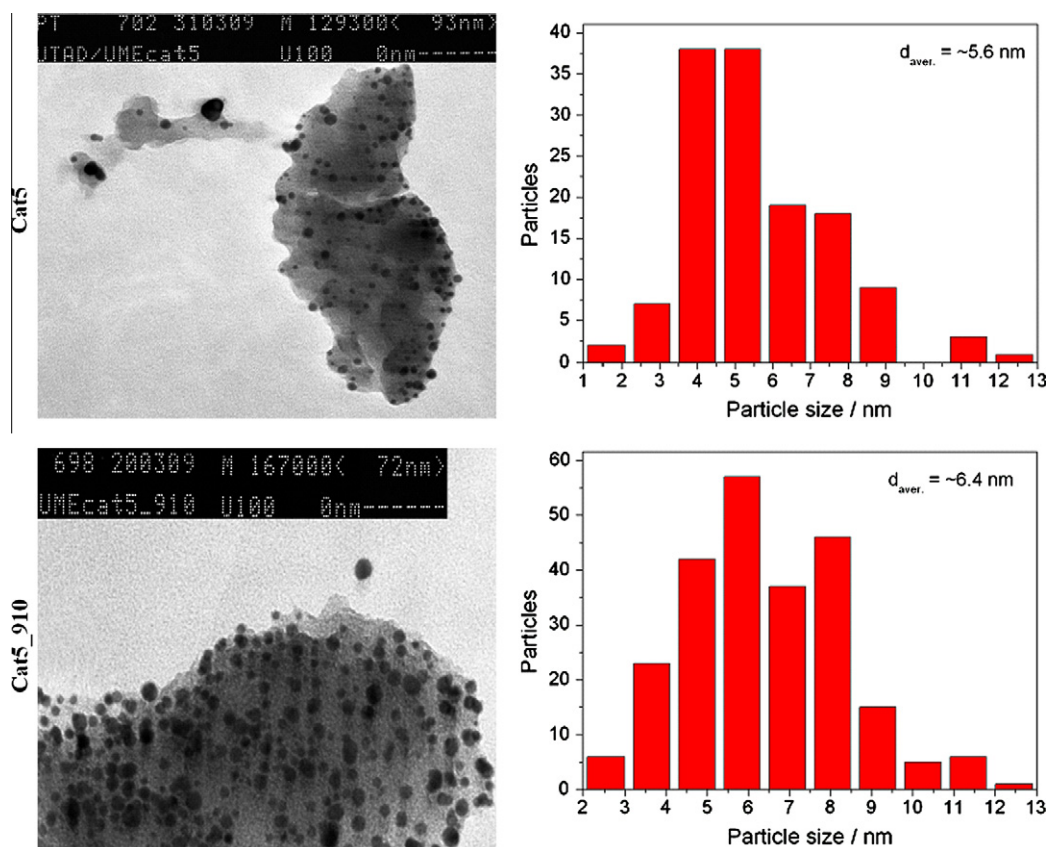 PT 702 310309 M 129300< 93nm>
UTAD/UMEcat5 U100 0nm------
Cat5
40
35
30
25
20
15
10
5
0
Particles
d aver. = ~5.6 nm
1 2 3 4 5 6 7 8 9 10 11 12 13
Particle size / nm
698 200309 M 167000< 72nm>
UMEcat5_910 U100 0nm------
Cat5_910
60
50
40
30
20
10
0
Particles
d aver. = ~6.4 nm
2 3 4 5 6 7 8 9 10 11 12 13
Particle size / nm